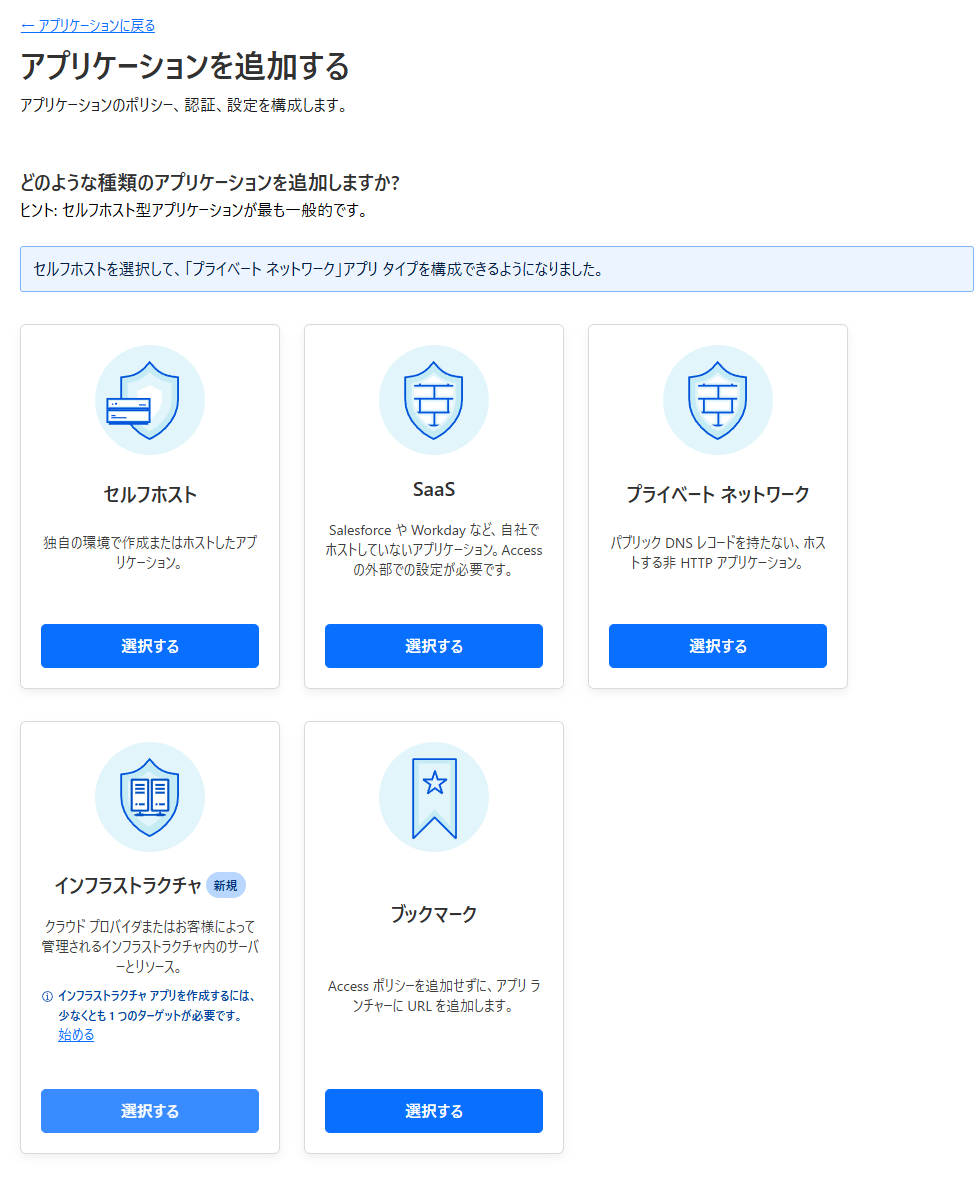 ← アプリケーションに戻る
アプリケーションを追加する
アプリケーションのポリシー、認証、設定を構成します。
どのような種類のアプリケーションを追加しますか?
ヒント: セルフホスト型アプリケーションが最も一般的です。
セルフホストを選択して、「プライベート ネットワーク」アプリ タイプを構成できるようになりました。
セルフホスト
独自の環境で作成またはホストしたアプ
リケーション。
選択する
SaaS
Salesforce や Workday など、自社で
ホストしていないアプリケーション。Access
の外部での設定が必要です。
選択する
プライベート ネットワーク
パブリック DNS レコードを持たない、ホス
トする非 HTTP アプリケーション。
選択する
インフラストラクチャ 新規
クラウド プロバイダまたはお客様によって
管理されるインフラストラクチャ内のサーバ
ーとリソース。
インフラストラクチャ アプリを作成するには、
少なくとも 1 つのターゲットが必要です。
始める
選択する
ブックマーク
Access ポリシーを追加せずに、アプリ ラ
ンチャーに URL を追加します。
選択する